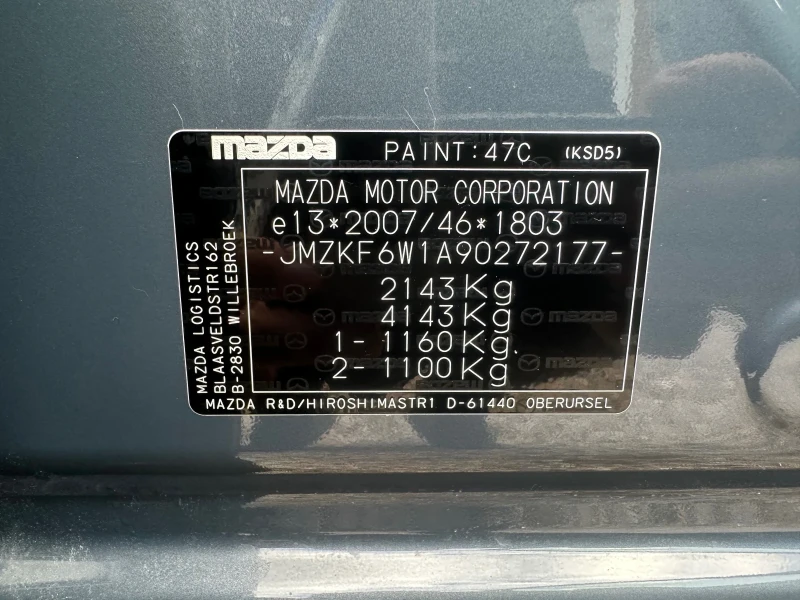 mazda PAINT:47C (KSD5)
MAZDA MOTOR CORPORATION
e13*2007/46*1803
-JMZKF6W1A90272177-
2143Kg
4143Kg
1-1160Kg
2-1100Kg
MAZDA LOGISTICS
BLAASVELDSTR162
B-2830 WILLEBROEK
MAZDA R&D/HIROSHIMASTR1 D-61440 OBERURSEL